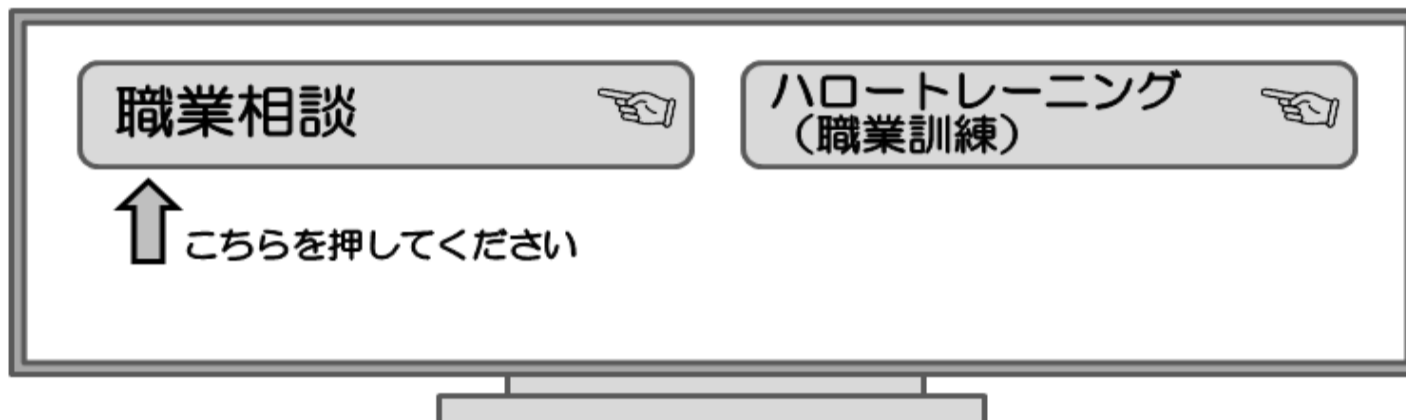 職業相談
ハロートレーニング
（職業訓練）
こちらを押してください